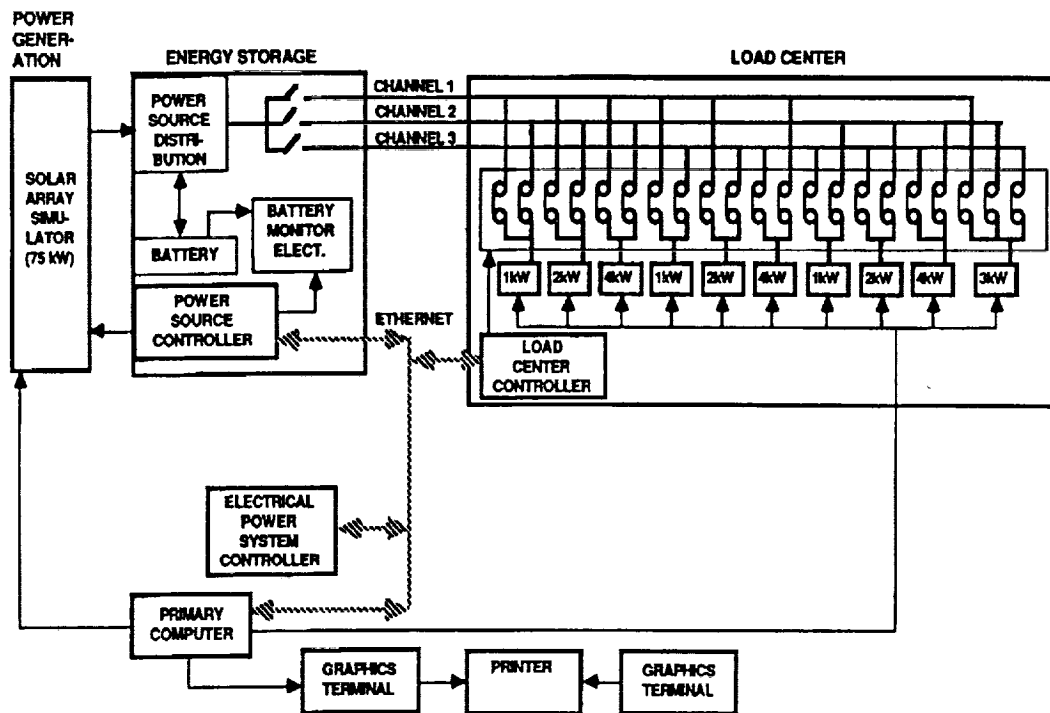 POWER
GENER-
ATION
ENERGY STORAGE
LOAD CENTER
POWER
SOURCE
DISTRI-
BUTION
CHANNEL 1
CHANNEL 2
CHANNEL 3
SOLAR
ARRAY
SIMU-
LATOR
(75 kW)
BATTERY
BATTERY
MONITOR
ELECT.
1kW
2kW
4kW
1kW
2kW
4kW
1kW
2kW
4kW
3kW
POWER
SOURCE
CONTROLLER
ETHERNET
LOAD
CENTER
CONTROLLER
ELECTRICAL
POWER
SYSTEM
CONTROLLER
PRIMARY
COMPUTER
GRAPHICS
TERMINAL
PRINTER
GRAPHICS
TERMINAL